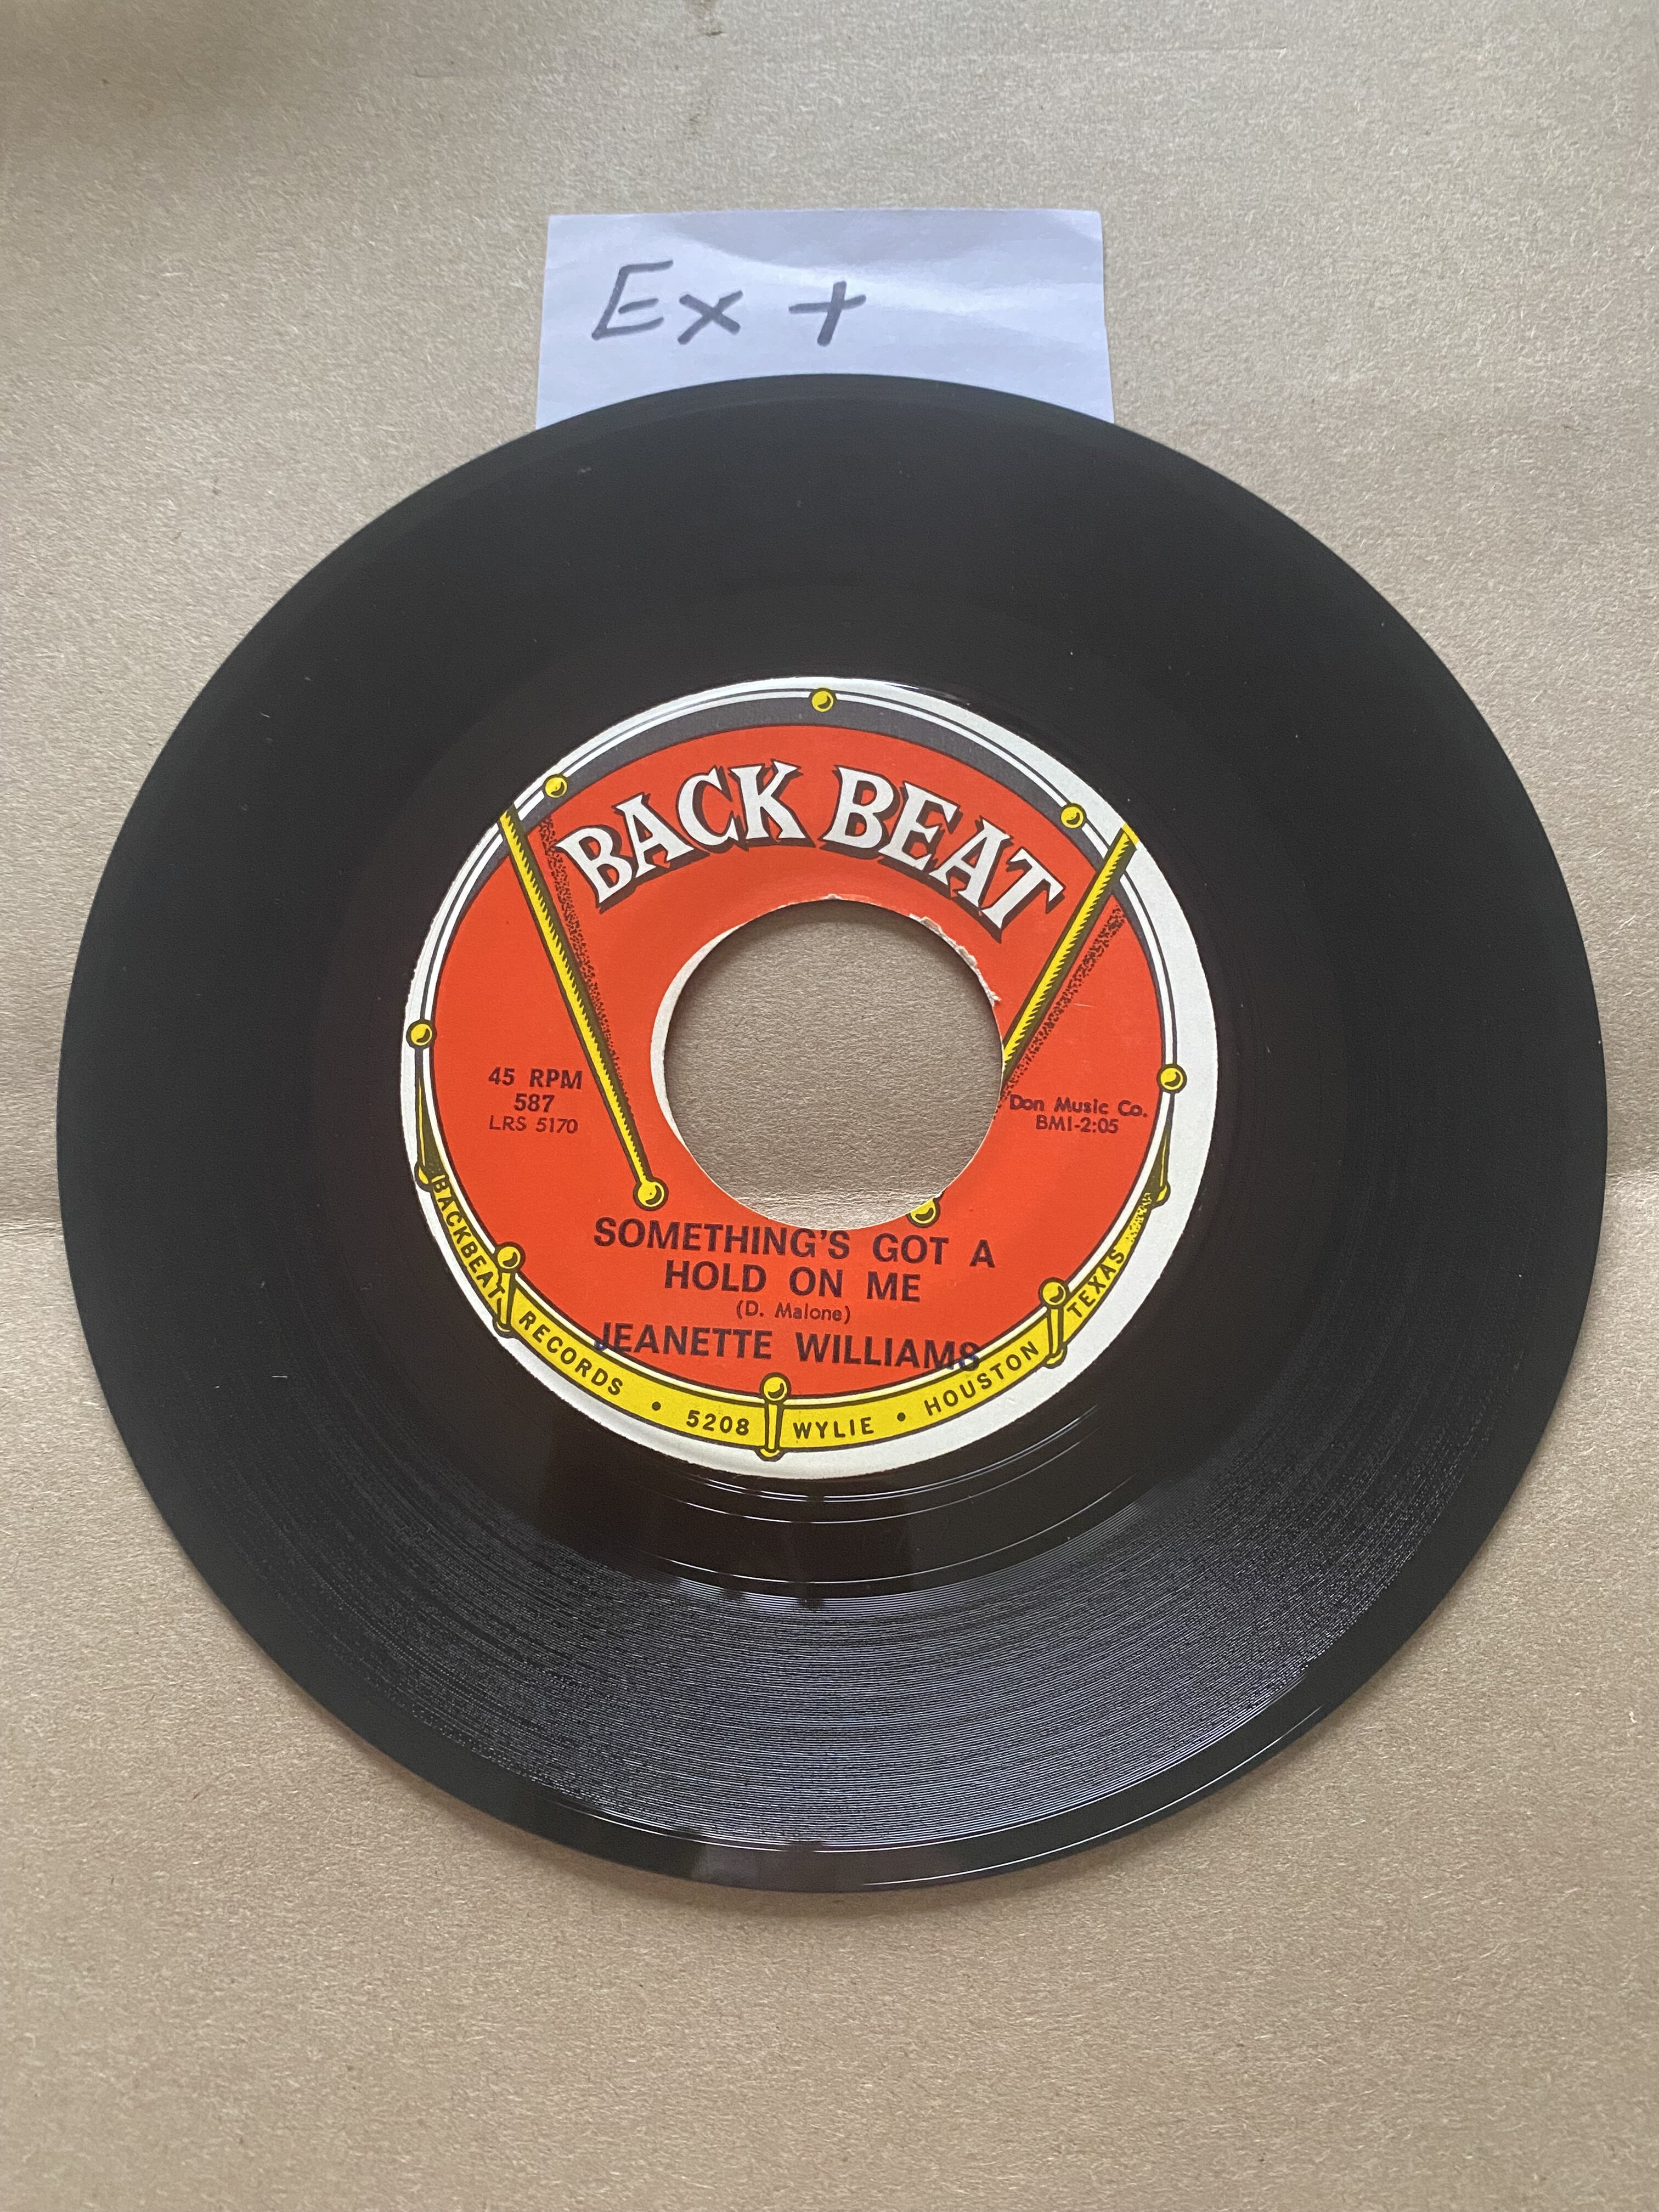 Ex +
BACK BEAT
45 RPM
587
LRS 5170
Don Music Co.
BMI-2:05
SOMETHING'S GOT A
HOLD ON ME
(D. Malone)
JEANETTE WILLIAMS
BACKBEAT RECORDS • 5208 WYLIE • HOUSTON TEXAS